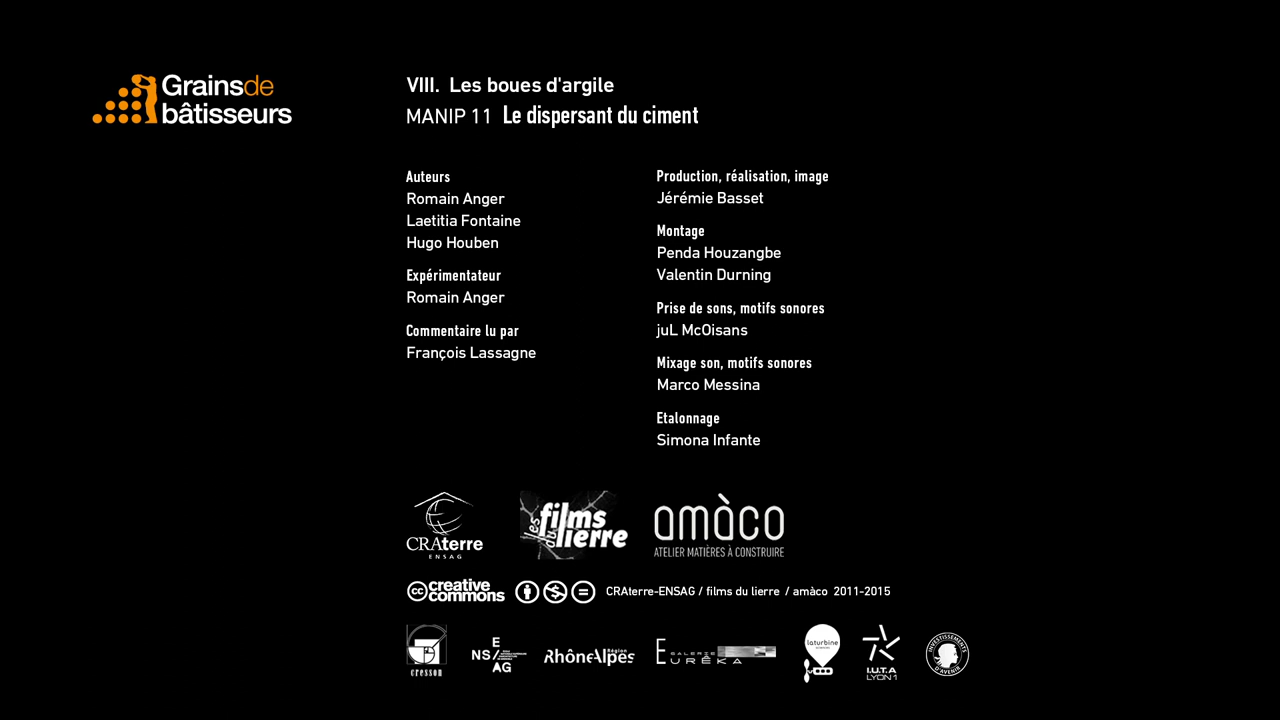 Grainsde
bâtisseurs
VIII. Les boues d'argile
MANIP 11 Le dispersant du ciment
Auteurs
Romain Anger
Laetitia Fontaine
Hugo Houben
Expérimentateur
Romain Anger
Commentaire lu par
François Lassagne
Production, réalisation, image
Jérémie Basset
Montage
Penda Houzangbe
Valentin Durning
Prise de sons, motifs sonores
juL McOisans
Mixage son, motifs sonores
Marco Messina
Etalonnage
Simona Infante
CRAterre
ENSAG
les films
du lierre
amàco
ATELIER MATIÈRES À CONSTRUIRE
cc creative
commons
CRAterre-ENSAG / films du lierre / amàco 2011-2015
cresson
E
NS/
AG
RhôneAlpes Région
GALERIE
EURÊKA
laturbine
I.U.T.A
LYON 1
INVESTISSEMENTS
D'AVENIR